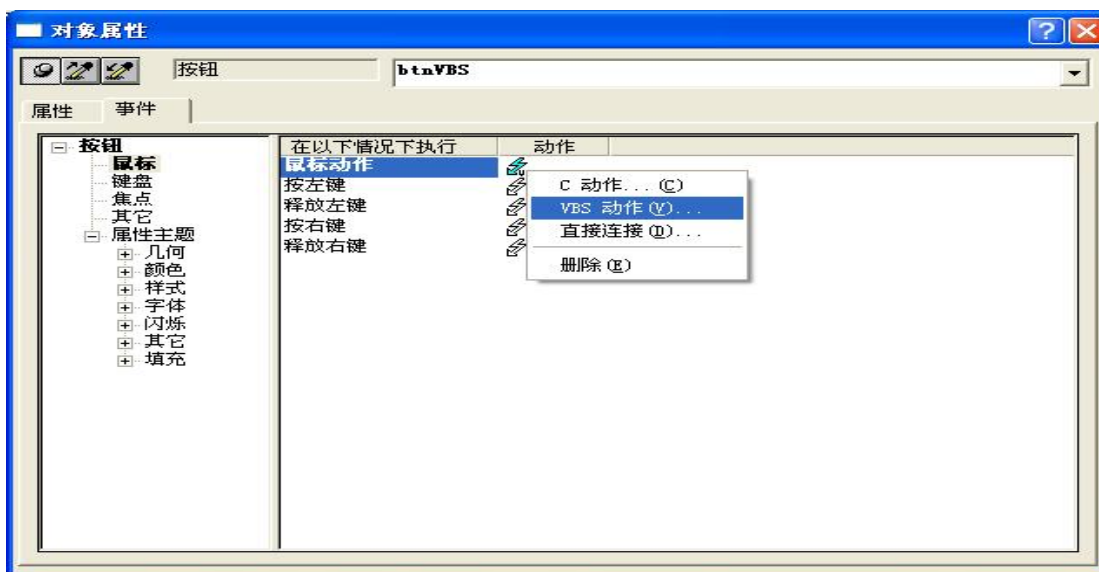 对象属性
按钮 btnVBS
属性 事件
按钮
鼠标
键盘
焦点
其它
属性主题
几何
颜色
样式
字体
闪烁
其它
填充
在以下情况下执行 动作
鼠标动作
按左键
释放左键
按右键
释放右键
C 动作...(C)
VBS 动作(V)...
直接连接(D)...
删除(E)